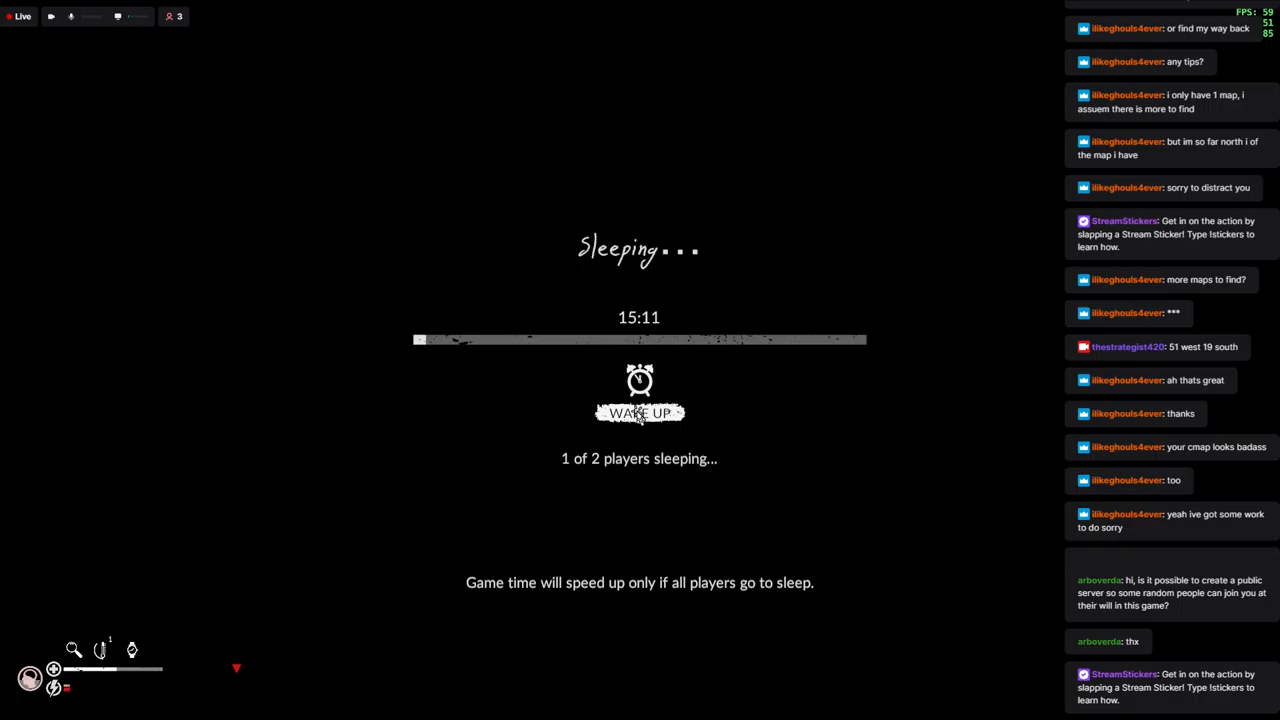 Live
3
FPS: 59
51
85
ilikeghouls4ever: or find my way back
ilikeghouls4ever: any tips?
ilikeghouls4ever: i only have 1 map, i
assuem there is more to find
ilikeghouls4ever: but im so far north i of
the map i have
ilikeghouls4ever: sorry to distract you
StreamStickers: Get in on the action by
slapping a Stream Sticker! Type !stickers to
learn how.
ilikeghouls4ever: more maps to find?
ilikeghouls4ever: ***
thestrategist420: 51 west 19 south
ilikeghouls4ever: ah thats great
ilikeghouls4ever: thanks
ilikeghouls4ever: your cmap looks badass
ilikeghouls4ever: too
ilikeghouls4ever: yeah ive got some work
to do sorry
arboverda: hi, is it possible to create a public
server so some random people can join you at
their will in this game?
arboverda: thx
StreamStickers: Get in on the action by
slapping a Stream Sticker! Type !stickers to
learn how.
Sleeping...
15:11
WAKE UP
1 of 2 players sleeping...
Game time will speed up only if all players go to sleep.
1